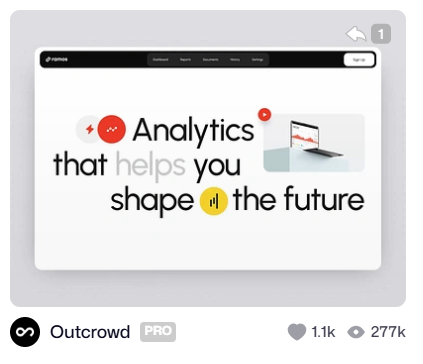 1
ramos
Dashboard Reports Documents History Settings
Sign Up
Analytics
that helps you
shape the future
Outcrowd PRO 1.1k 277k